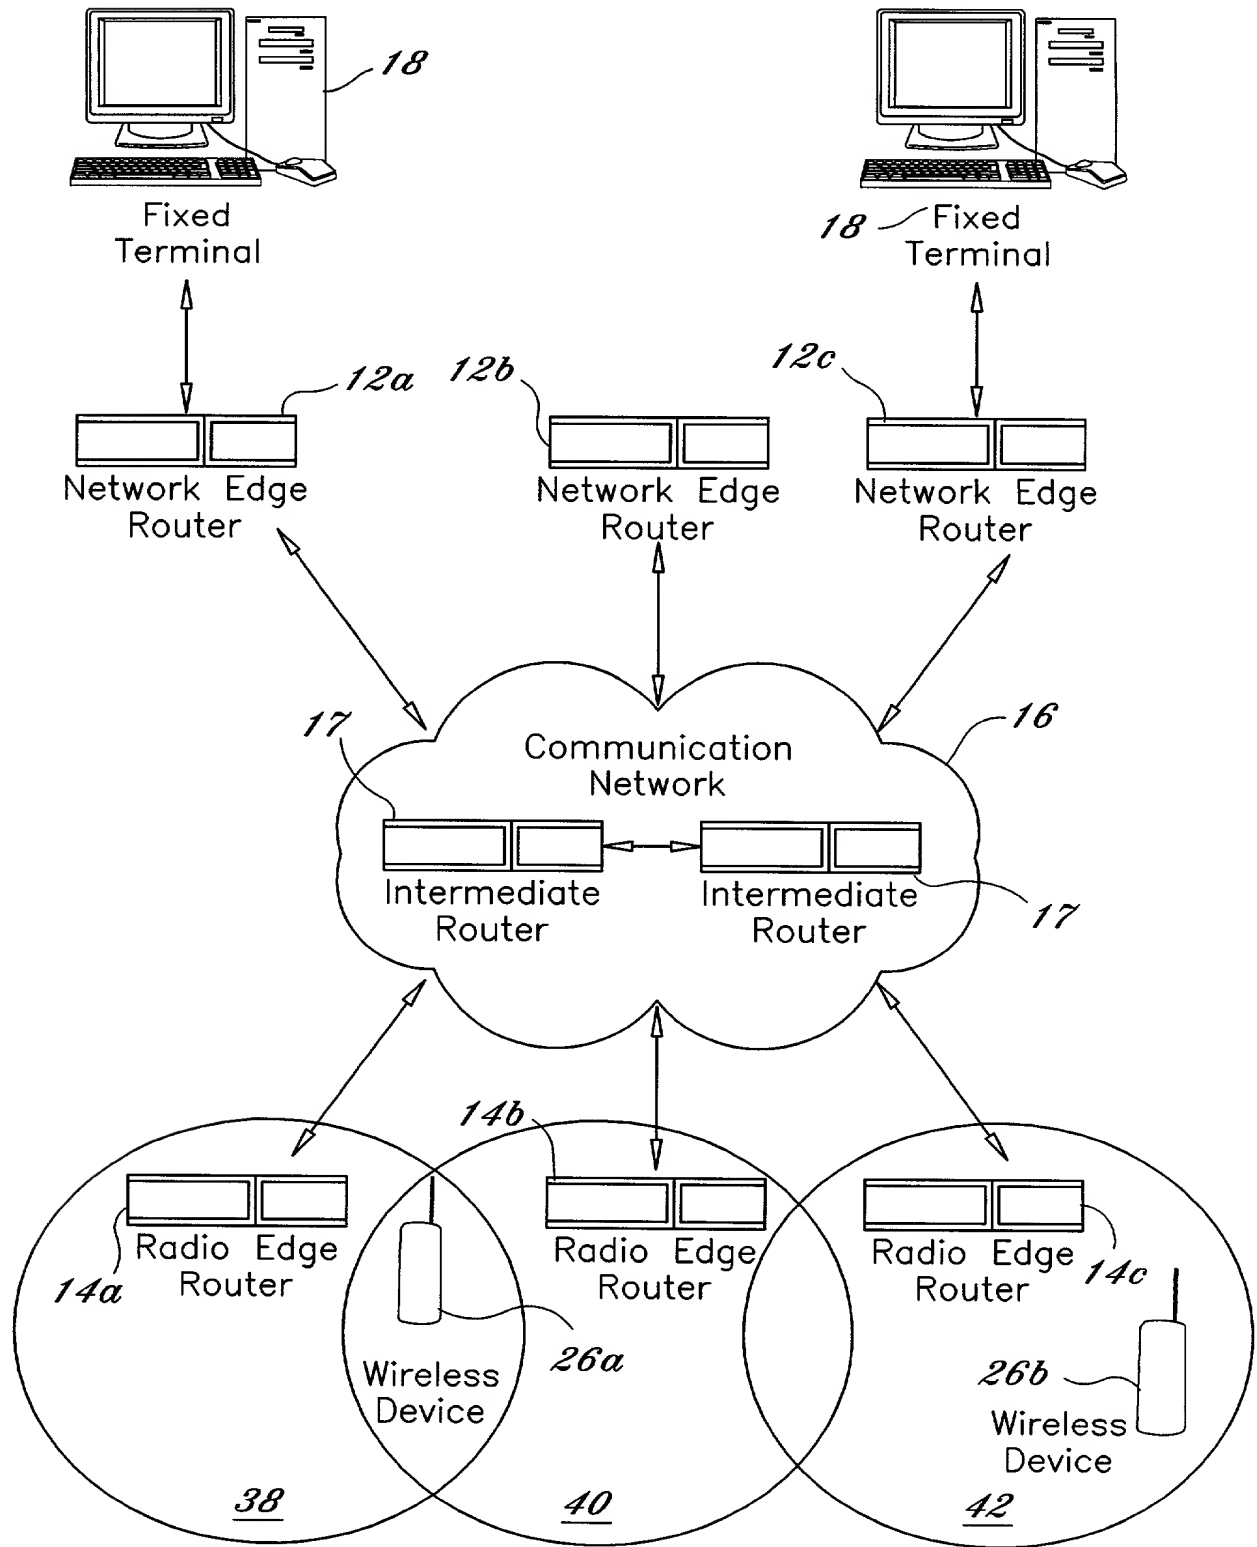 18
Fixed
Terminal
18
Fixed
Terminal
12a
12b
12c
Network Edge
Router
Network Edge
Router
Network Edge
Router
16
17
Communication
Network
Intermediate
Router
Intermediate
Router
17
14b
Radio Edge
Router
14a
Radio Edge
Router
Radio Edge
Router
14c
26a
Wireless
Device
26b
Wireless
Device
38
40
42